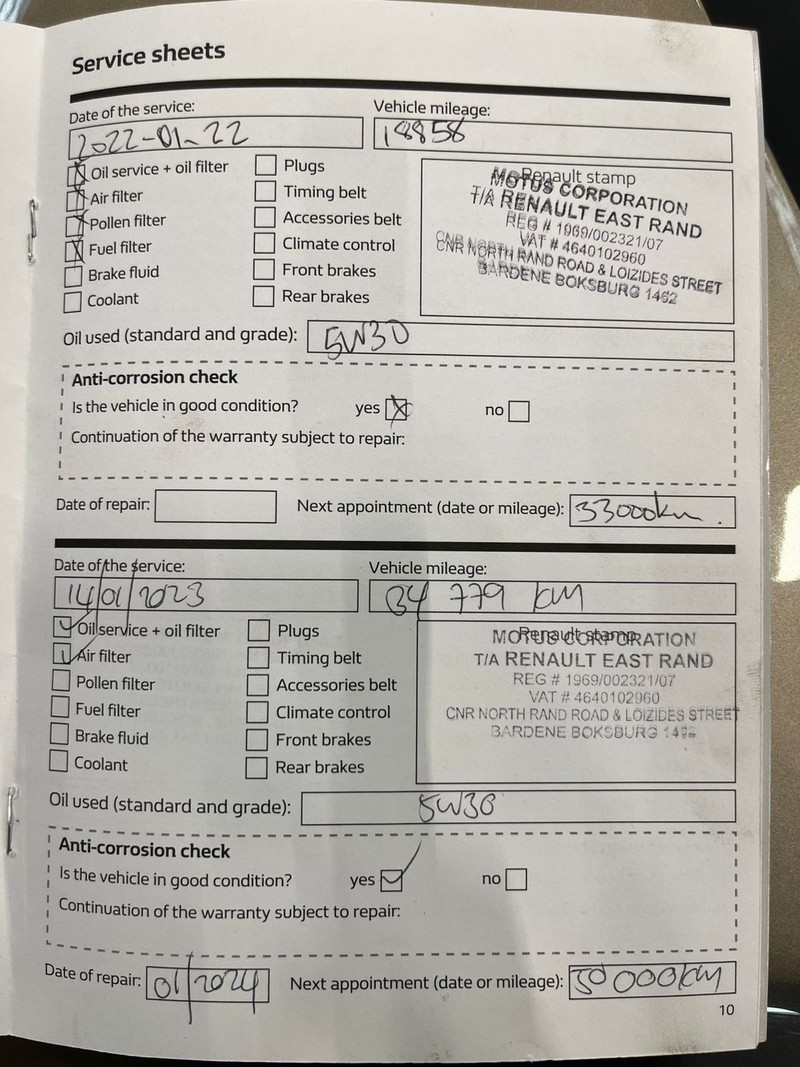 Service sheets
Date of the service:
Vehicle mileage:
2022-01-22
18858
Oil service + oil filter
Plugs
Air filter
Timing belt
Pollen filter
Accessories belt
Fuel filter
Climate control
Brake fluid
Front brakes
Coolant
Rear brakes
Renault stamp
MOTUS CORPORATION
T/A RENAULT EAST RAND
REG # 1969/002321/07
VAT # 4640102960
CNR NORTH RAND ROAD & LOIZIDES STREET
BARDENE BOKSBURG 1462
Oil used (standard and grade):
5W30
Anti-corrosion check
Is the vehicle in good condition?
yes
no
Continuation of the warranty subject to repair:
Date of repair:
Next appointment (date or mileage):
33000km.
Date of the service:
Vehicle mileage:
14/01/2023
34 779 km
Oil service + oil filter
Plugs
Air filter
Timing belt
Pollen filter
Accessories belt
Fuel filter
Climate control
Brake fluid
Front brakes
Coolant
Rear brakes
Renault stamp
MOTUS CORPORATION
T/A RENAULT EAST RAND
REG # 1969/002321/07
VAT # 4640102960
CNR NORTH RAND ROAD & LOIZIDES STREET
BARDENE BOKSBURG
Oil used (standard and grade):
5W30
Anti-corrosion check
Is the vehicle in good condition?
yes
no
Continuation of the warranty subject to repair:
Date of repair:
01/2024
Next appointment (date or mileage):
50 000km
10